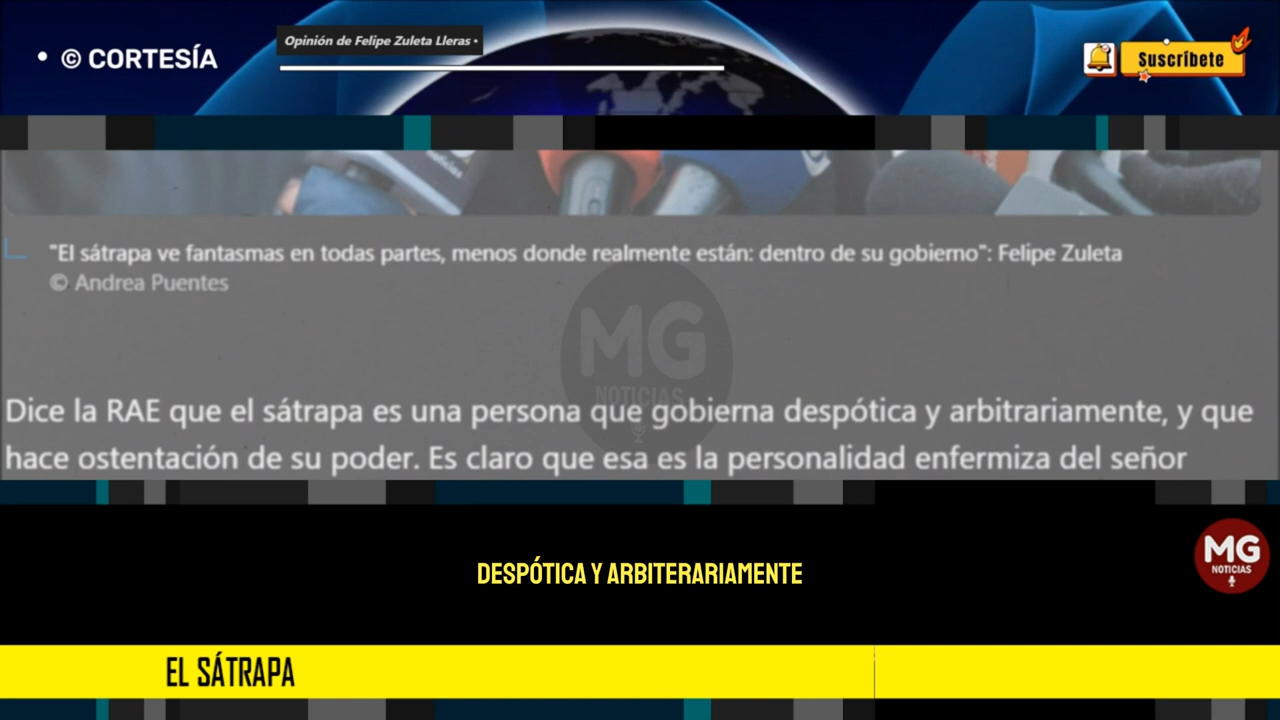 • © CORTESÍA
Opinión de Felipe Zuleta Lleras •
Suscríbete
"El sátrapa ve fantasmas en todas partes, menos donde realmente están: dentro de su gobierno": Felipe Zuleta
© Andrea Puentes
MG
NOTICIAS
Dice la RAE que el sátrapa es una persona que gobierna despótica y arbitrariamente, y que
hace ostentación de su poder. Es claro que esa es la personalidad enfermiza del señor
DESPÓTICA Y ARBITERARIAMENTE
MG
NOTICIAS
EL SÁTRAPA